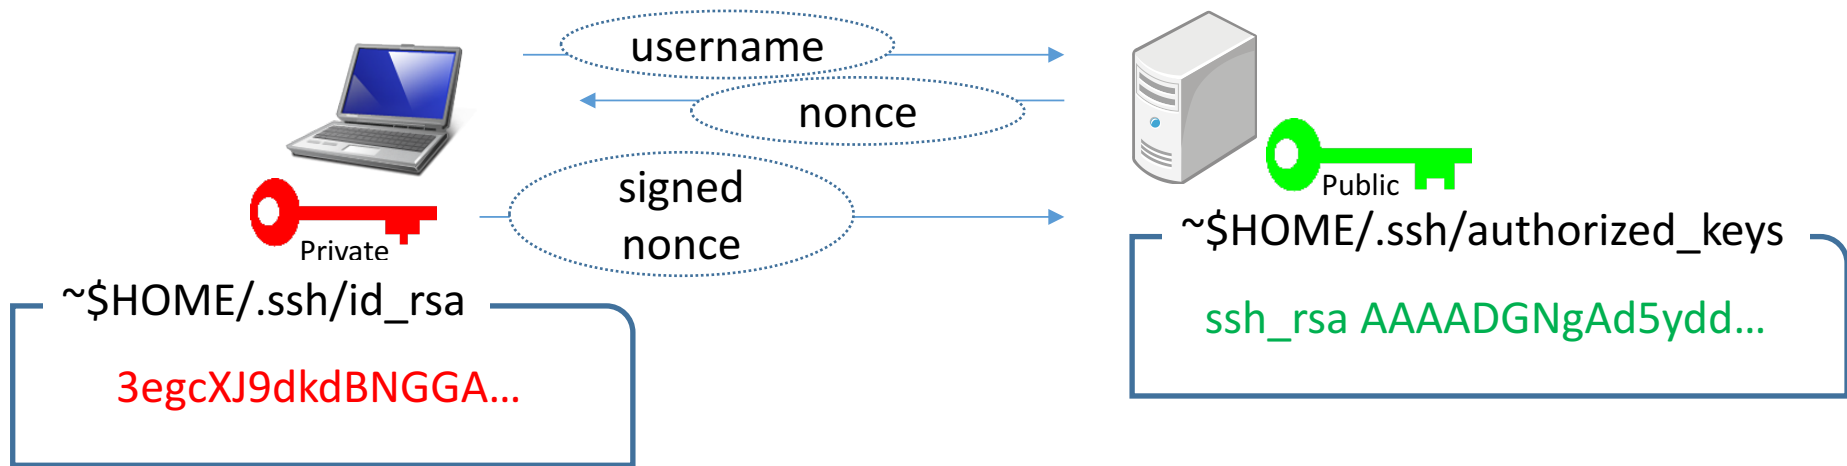 username
nonce
signed
nonce
Private
~$HOME/.ssh/id_rsa
3egcXJ9dkdBNGGA...
Public
~$HOME/.ssh/authorized_keys
ssh_rsa AAAADGNgAd5ydd...